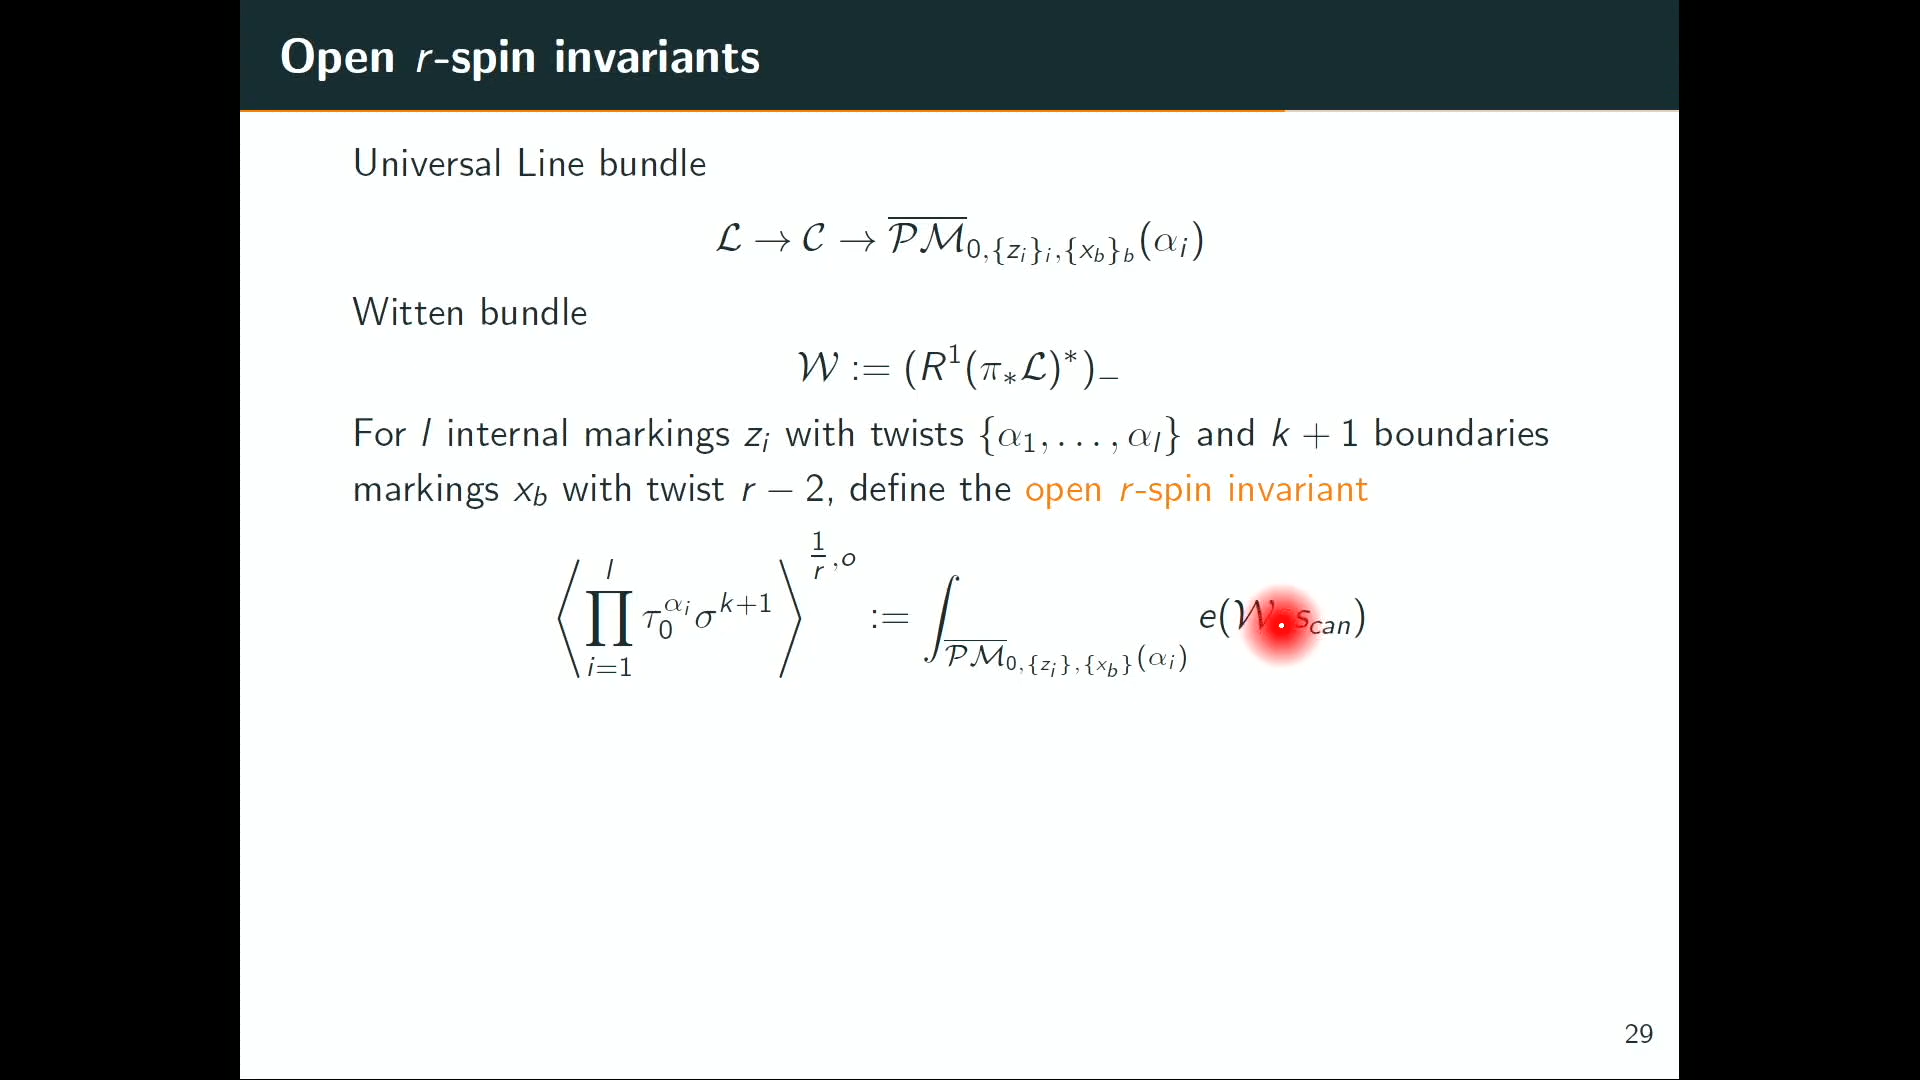 Open r-spin invariants
Universal Line bundle
ℒ → 𝒞 → \overline{𝒫ℳ}_{0,\{z_i\}_i,\{x_b\}_b}(α_i)
Witten bundle
𝒲 := (R^1(π_*ℒ)^*)_−
For l internal markings z_i with twists {α_1, . . . , α_l} and k + 1 boundaries
markings x_b with twist r − 2, define the open r-spin invariant
⟨ ∏_{i=1}^{l} τ_0^{α_i} σ^{k+1} ⟩^{\frac{1}{r},o} := ∫_{\overline{𝒫ℳ}_{0,\{z_i\},\{x_b\}}(α_i)} e(𝒲, s_{can})
29